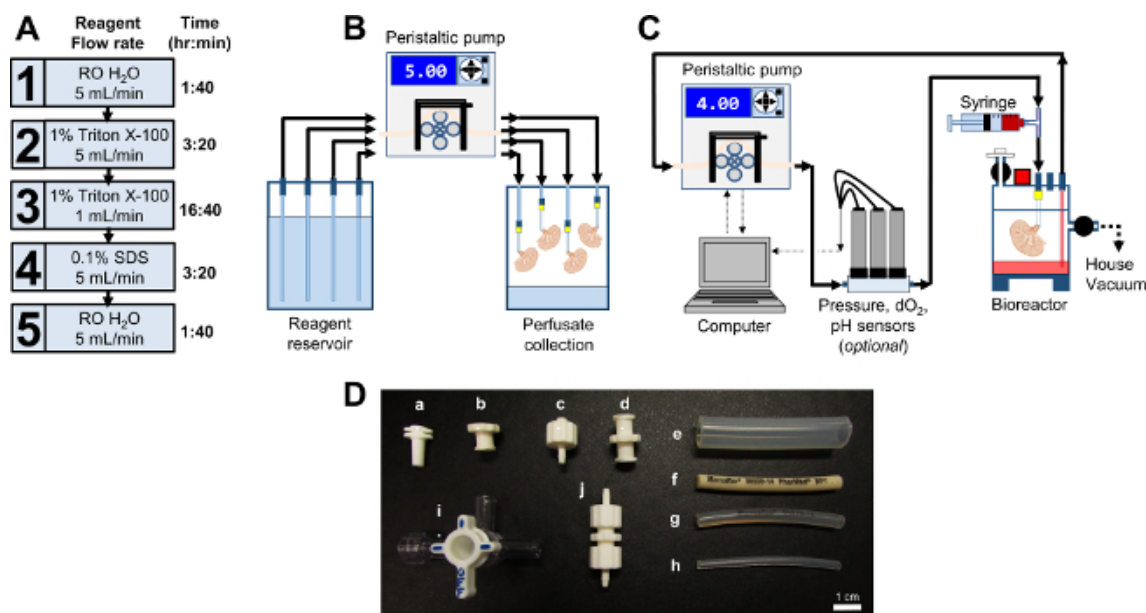 A
Reagent
Flow rate
Time
(hr:min)
1
RO H₂O
5 mL/min
1:40
2
1% Triton X-100
5 mL/min
3:20
3
1% Triton X-100
1 mL/min
16:40
4
0.1% SDS
5 mL/min
3:20
5
RO H₂O
5 mL/min
1:40
B
Peristaltic pump
5.00
Reagent
reservoir
Perfusate
collection
C
Peristaltic pump
4.00
Syringe
Computer
Pressure, dO₂,
pH sensors
(optional)
Bioreactor
House
Vacuum
D
a
b
c
d
e
f
g
h
i
j
1 cm